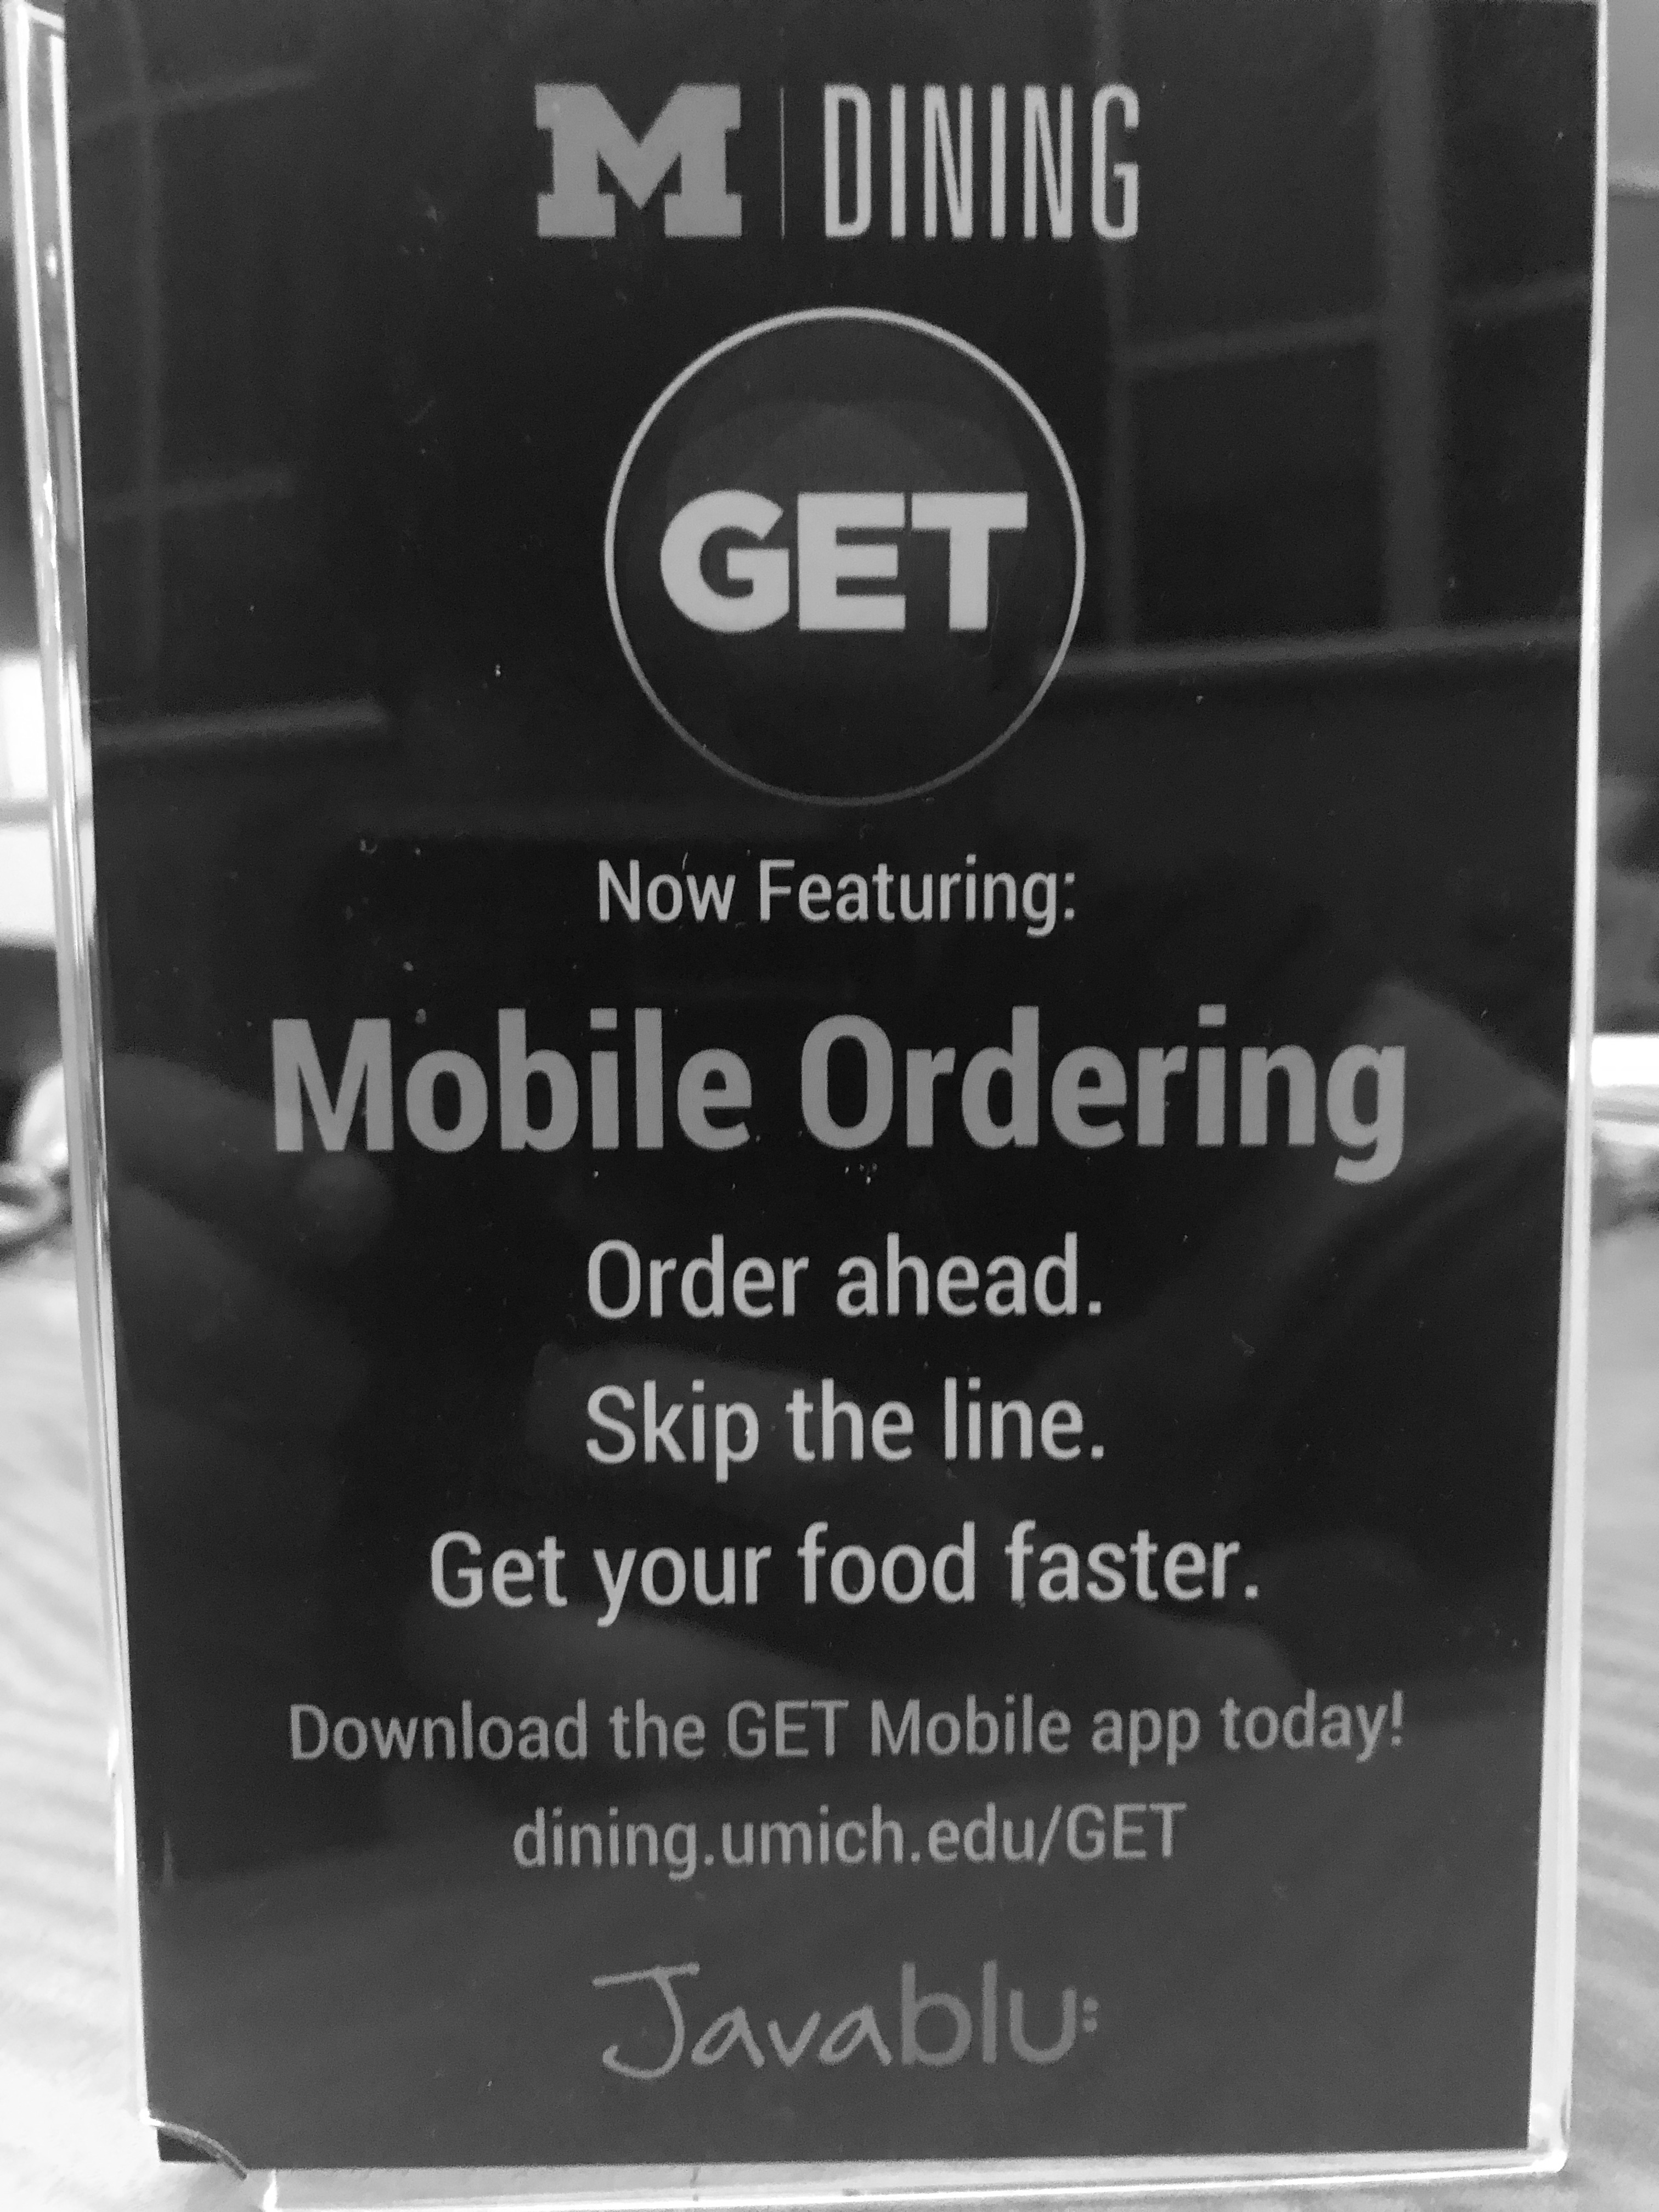 M | DINING
GET
Now Featuring:
Mobile Ordering
Order ahead.
Skip the line.
Get your food faster.
Download the GET Mobile app today!
dining.umich.edu/GET
Javablu: